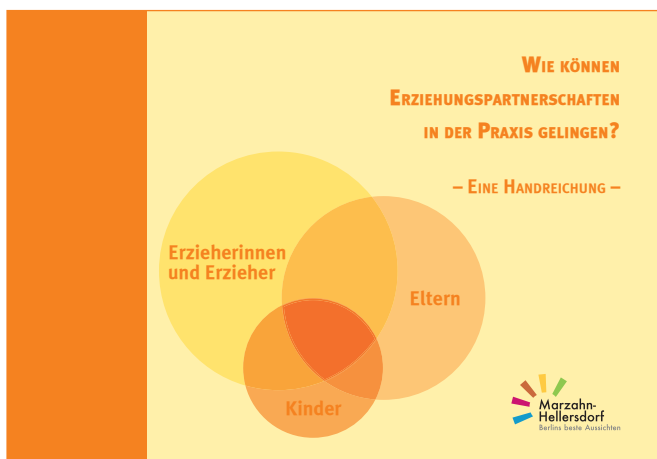 Wie können
Erziehungspartnerschaften
in der Praxis gelingen?
– Eine Handreichung –
Erzieherinnen
und Erzieher
Eltern
Kinder
Marzahn-
Hellersdorf
Berlins beste Aussichten